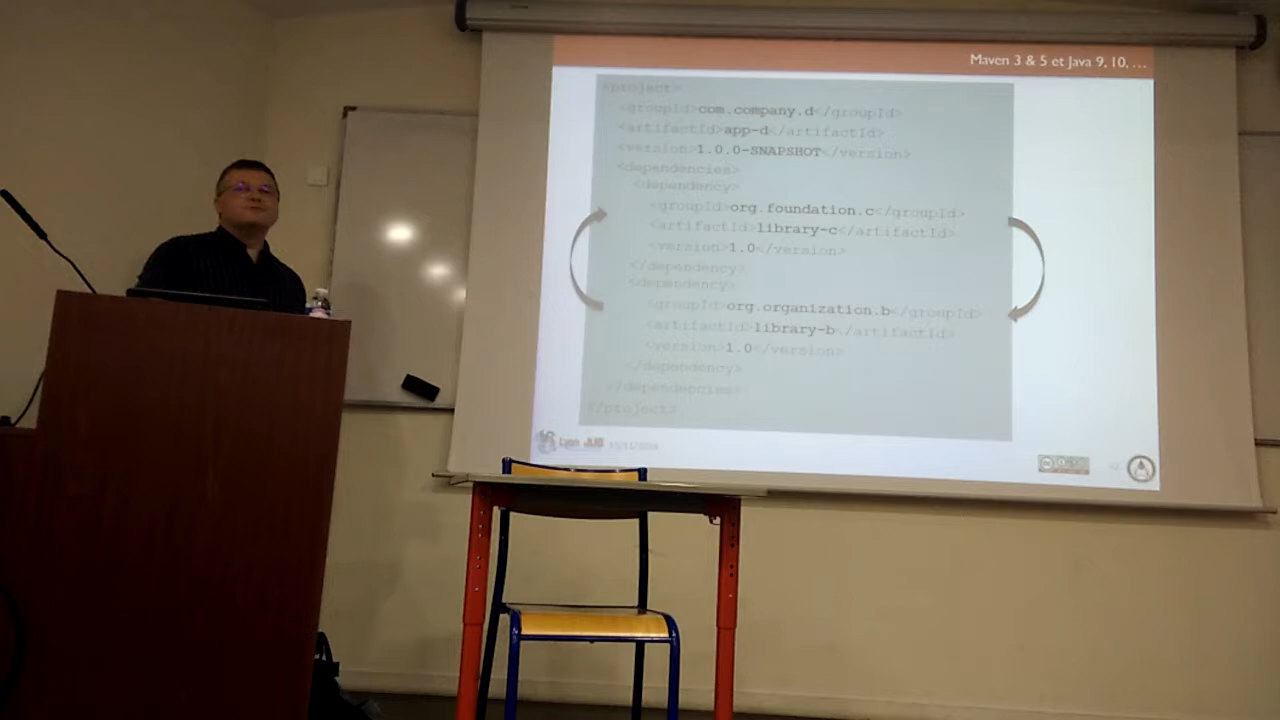 Maven 3 & 5 et Java 9, 10, ...
<project>
<groupId>com.company.d</groupId>
<artifactId>app-d</artifactId>
<version>1.0.0-SNAPSHOT</version>
<dependencies>
<dependency>
<groupId>org.foundation.c</groupId>
<artifactId>library-c</artifactId>
<version>1.0</version>
</dependency>
<dependency>
<groupId>org.organization.b</groupId>
<artifactId>library-b</artifactId>
<version>1.0</version>
</dependency>
</dependepcies>
</project>
Lyon JUG